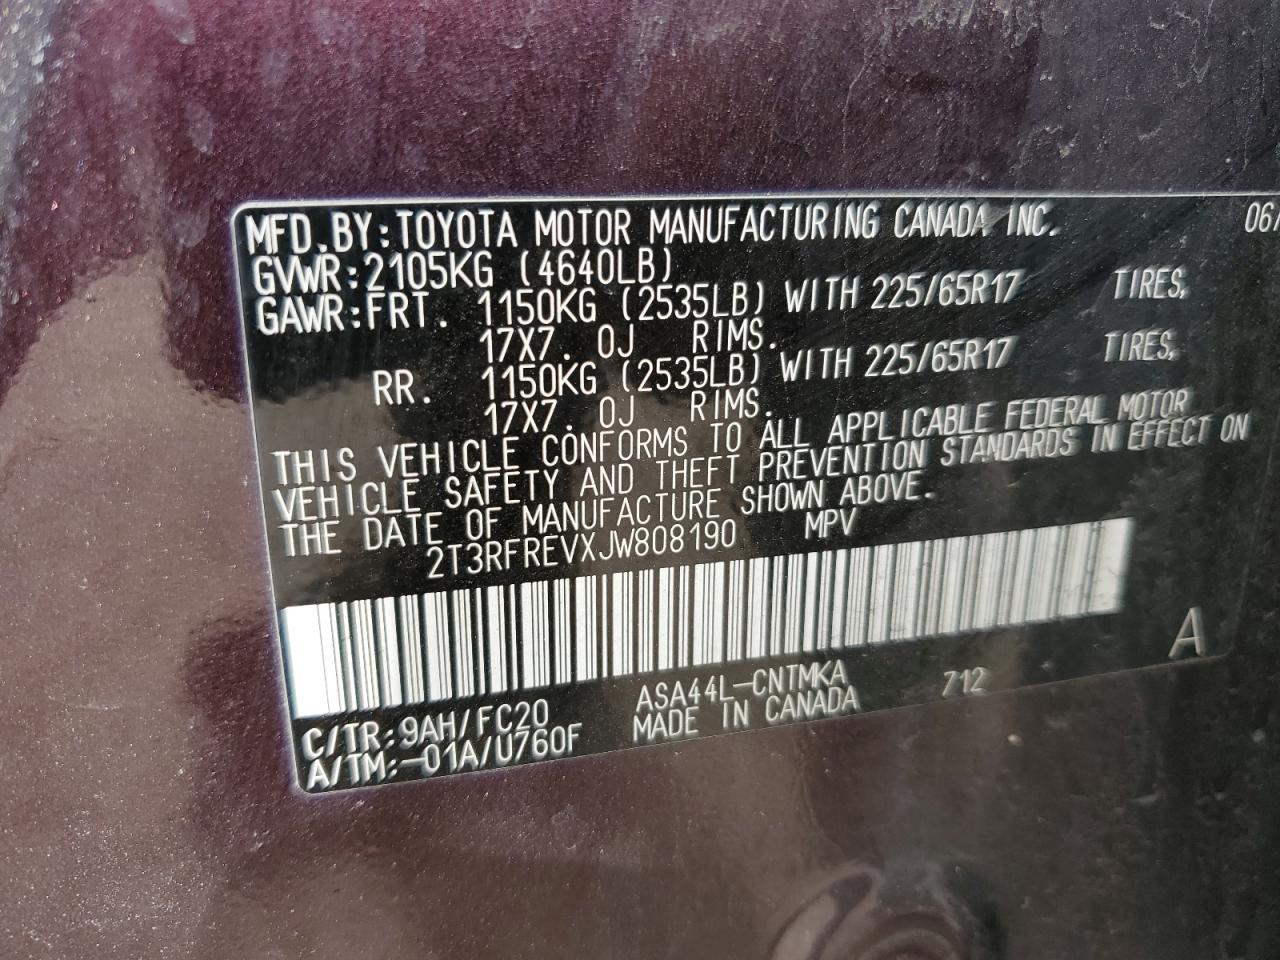 MFD.BY:TOYOTA MOTOR MANUFACTURING CANADA INC. 06/
GVWR:2105KG (4640LB)
GAWR:FRT. 1150KG (2535LB) WITH 225/65R17 TIRES,
17X7. 0J RIMS.
RR. 1150KG (2535LB) WITH 225/65R17 TIRES,
17X7. 0J RIMS.
THIS VEHICLE CONFORMS TO ALL APPLICABLE FEDERAL MOTOR
VEHICLE SAFETY AND THEFT PREVENTION STANDARDS IN EFFECT ON
THE DATE OF MANUFACTURE SHOWN ABOVE.
2T3RFREVXJW808190 MPV
A
C/TR:9AH/FC20 ASA44L-CNTMKA 712
A/TM:-01A/U760F MADE IN CANADA